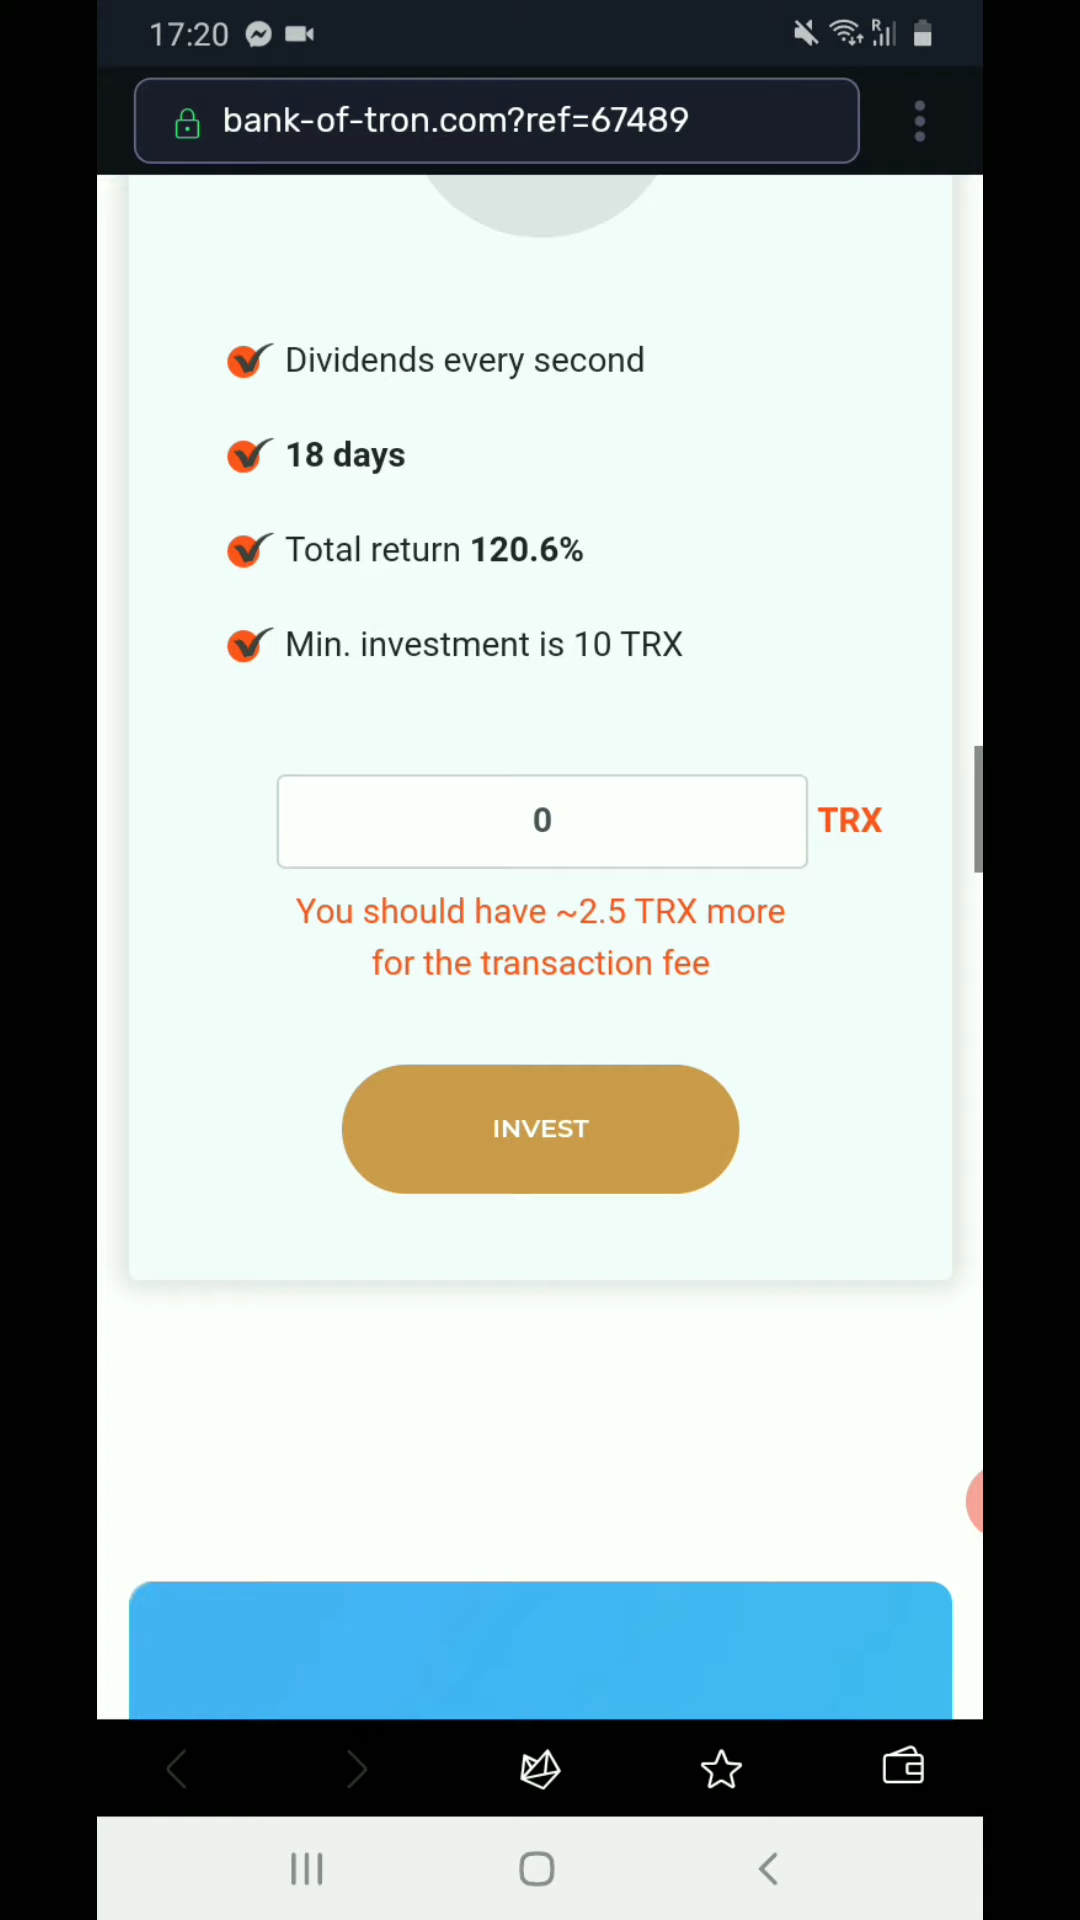 17:20
R
bank-of-tron.com?ref=67489
Dividends every second
18 days
Total return 120.6%
Min. investment is 10 TRX
0 TRX
You should have ~2.5 TRX more
for the transaction fee
INVEST